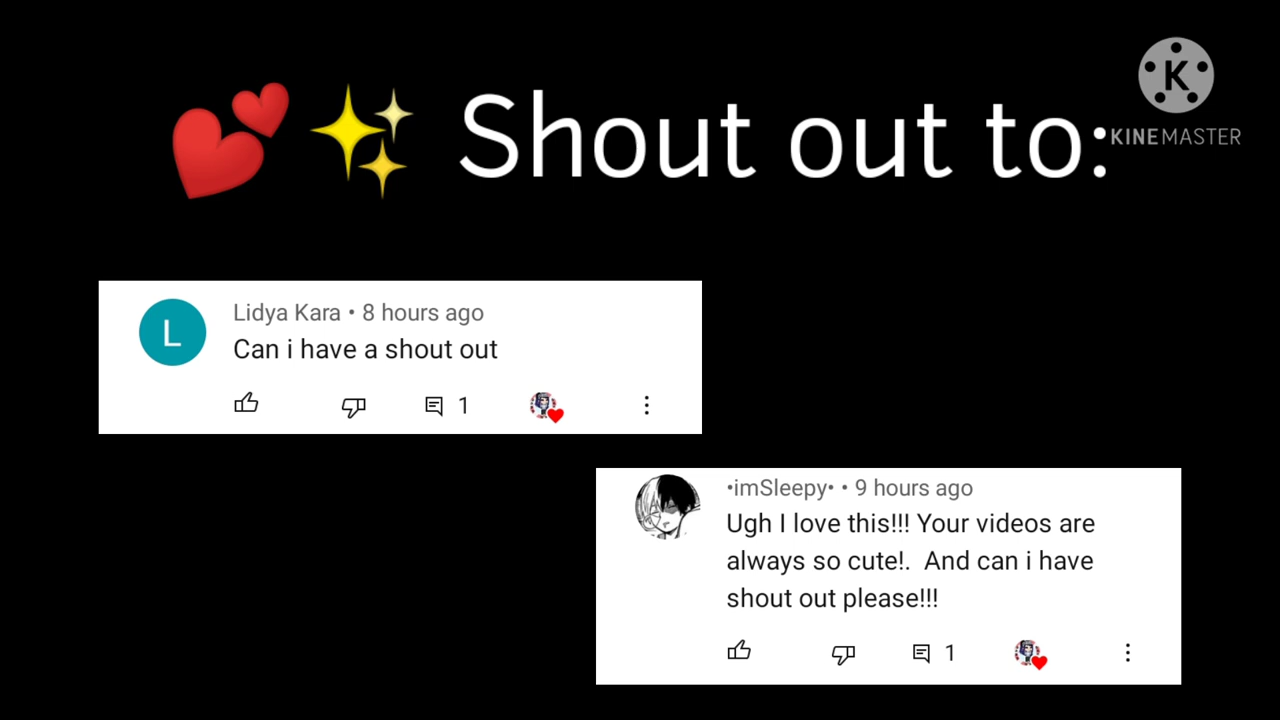 💕✨ Shout out to:
K
KINEMASTER
L
Lidya Kara • 8 hours ago
Can i have a shout out
1
•imSleepy• • 9 hours ago
Ugh I love this!!! Your videos are
always so cute!.  And can i have
shout out please!!!
1